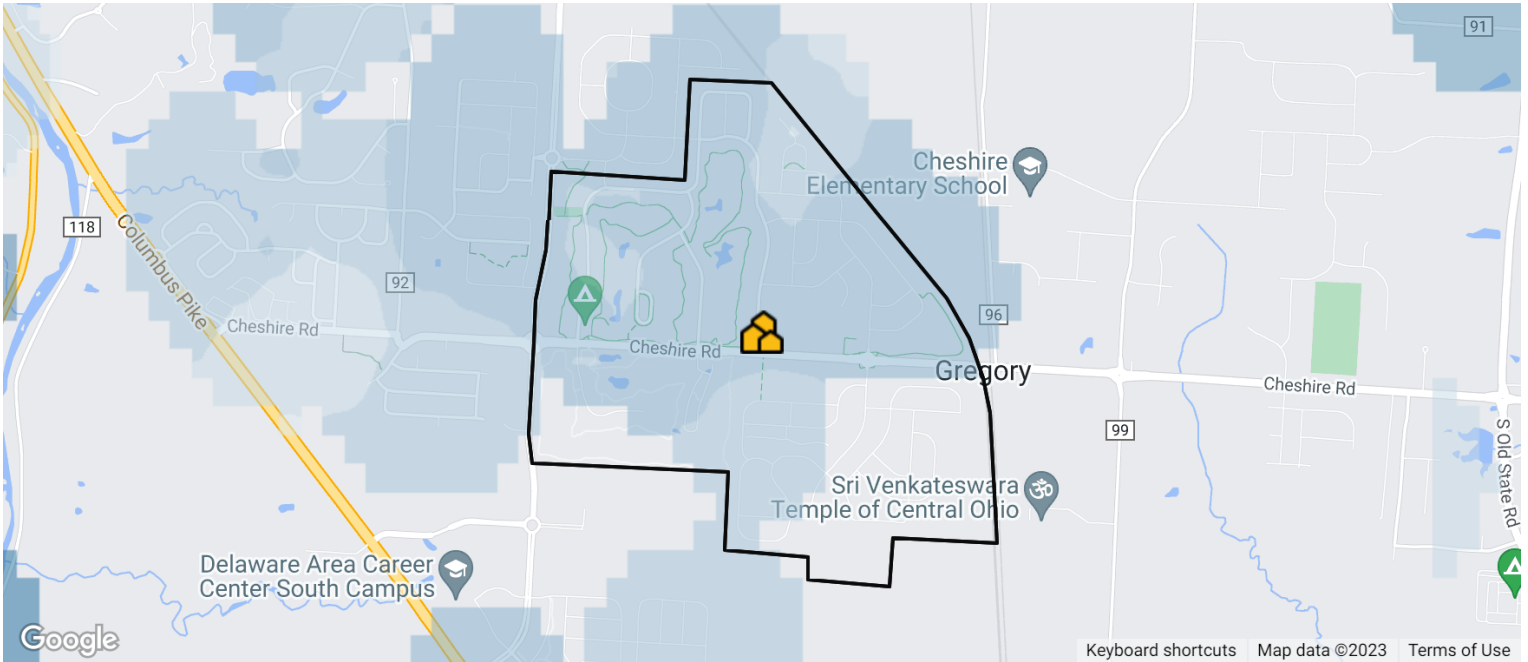 91
Cheshire
Elementary School
118
Columbus Pike
92
96
Cheshire Rd
Cheshire Rd
Gregory
Cheshire Rd
99
S Old State Rd
Sri Venkateswara
Temple of Central Ohio
ॐ
Delaware Area Career
Center South Campus
Google
Keyboard shortcuts
Map data ©2023
Terms of Use